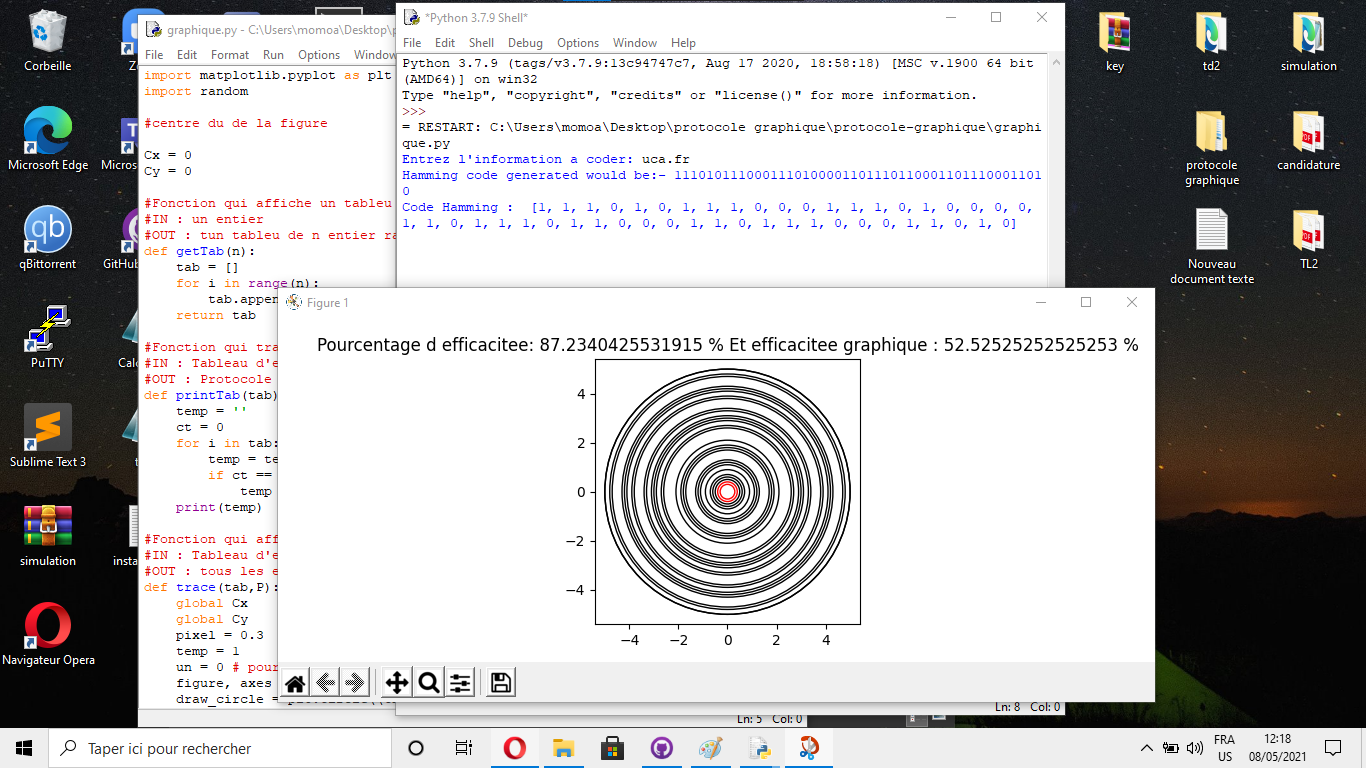 Corbeille
Microsoft Edge
qBittorrent
PuTTY
Sublime Text 3
simulation
Navigateur Opera
graphique.py - C:\Users\momoa\Desktop\p
File Edit Format Run Options Window
import matplotlib.pyplot as plt
import random
#centre du de la figure
Cx = 0
Cy = 0
#Fonction qui affiche un tableu
#IN : un entier
#OUT : tun tableu de n entier ra
def getTab(n):
tab = []
for i in range(n):
tab.appen
return tab
#Fonction qui tra
#IN : Tableau d'e
#OUT : Protocole
def printTab(tab)
temp = ''
ct = 0
for i in tab:
temp = te
if ct ==
temp
print(temp)
#Fonction qui aff
#IN : Tableau d'e
#OUT : tous les e
def trace(tab,P):
global Cx
global Cy
pixel = 0.3
temp = 1
un = 0 # pour
figure, axes
draw_circle =
*Python 3.7.9 Shell*
File Edit Shell Debug Options Window Help
Python 3.7.9 (tags/v3.7.9:13c94747c7, Aug 17 2020, 18:58:18) [MSC v.1900 64 bit
(AMD64)] on win32
Type "help", "copyright", "credits" or "license()" for more information.
>>>
= RESTART: C:\Users\momoa\Desktop\protocole graphique\protocole-graphique\graphi
que.py
Entrez l'information a coder: uca.fr
Hamming code generated would be:- 11101011100011101000011011101100011011100011010
0
Code Hamming : [1, 1, 1, 0, 1, 0, 1, 1, 1, 0, 0, 0, 1, 1, 1, 0, 1, 0, 0, 0, 0,
1, 1, 0, 1, 1, 1, 0, 1, 1, 0, 0, 0, 1, 1, 0, 1, 1, 1, 0, 0, 0, 1, 1, 0, 1, 0]
Figure 1
Pourcentage d efficacitee: 87.2340425531915 % Et efficacitee graphique : 52.52525252525253 %
4
2
0
−2
−4
−4 −2 0 2 4
Ln: 5 Col: 0
Ln: 8 Col: 0
key
td2
simulation
protocole
graphique
candidature
Nouveau
document texte
TL2
Taper ici pour rechercher
FRA
US
12:18
08/05/2021